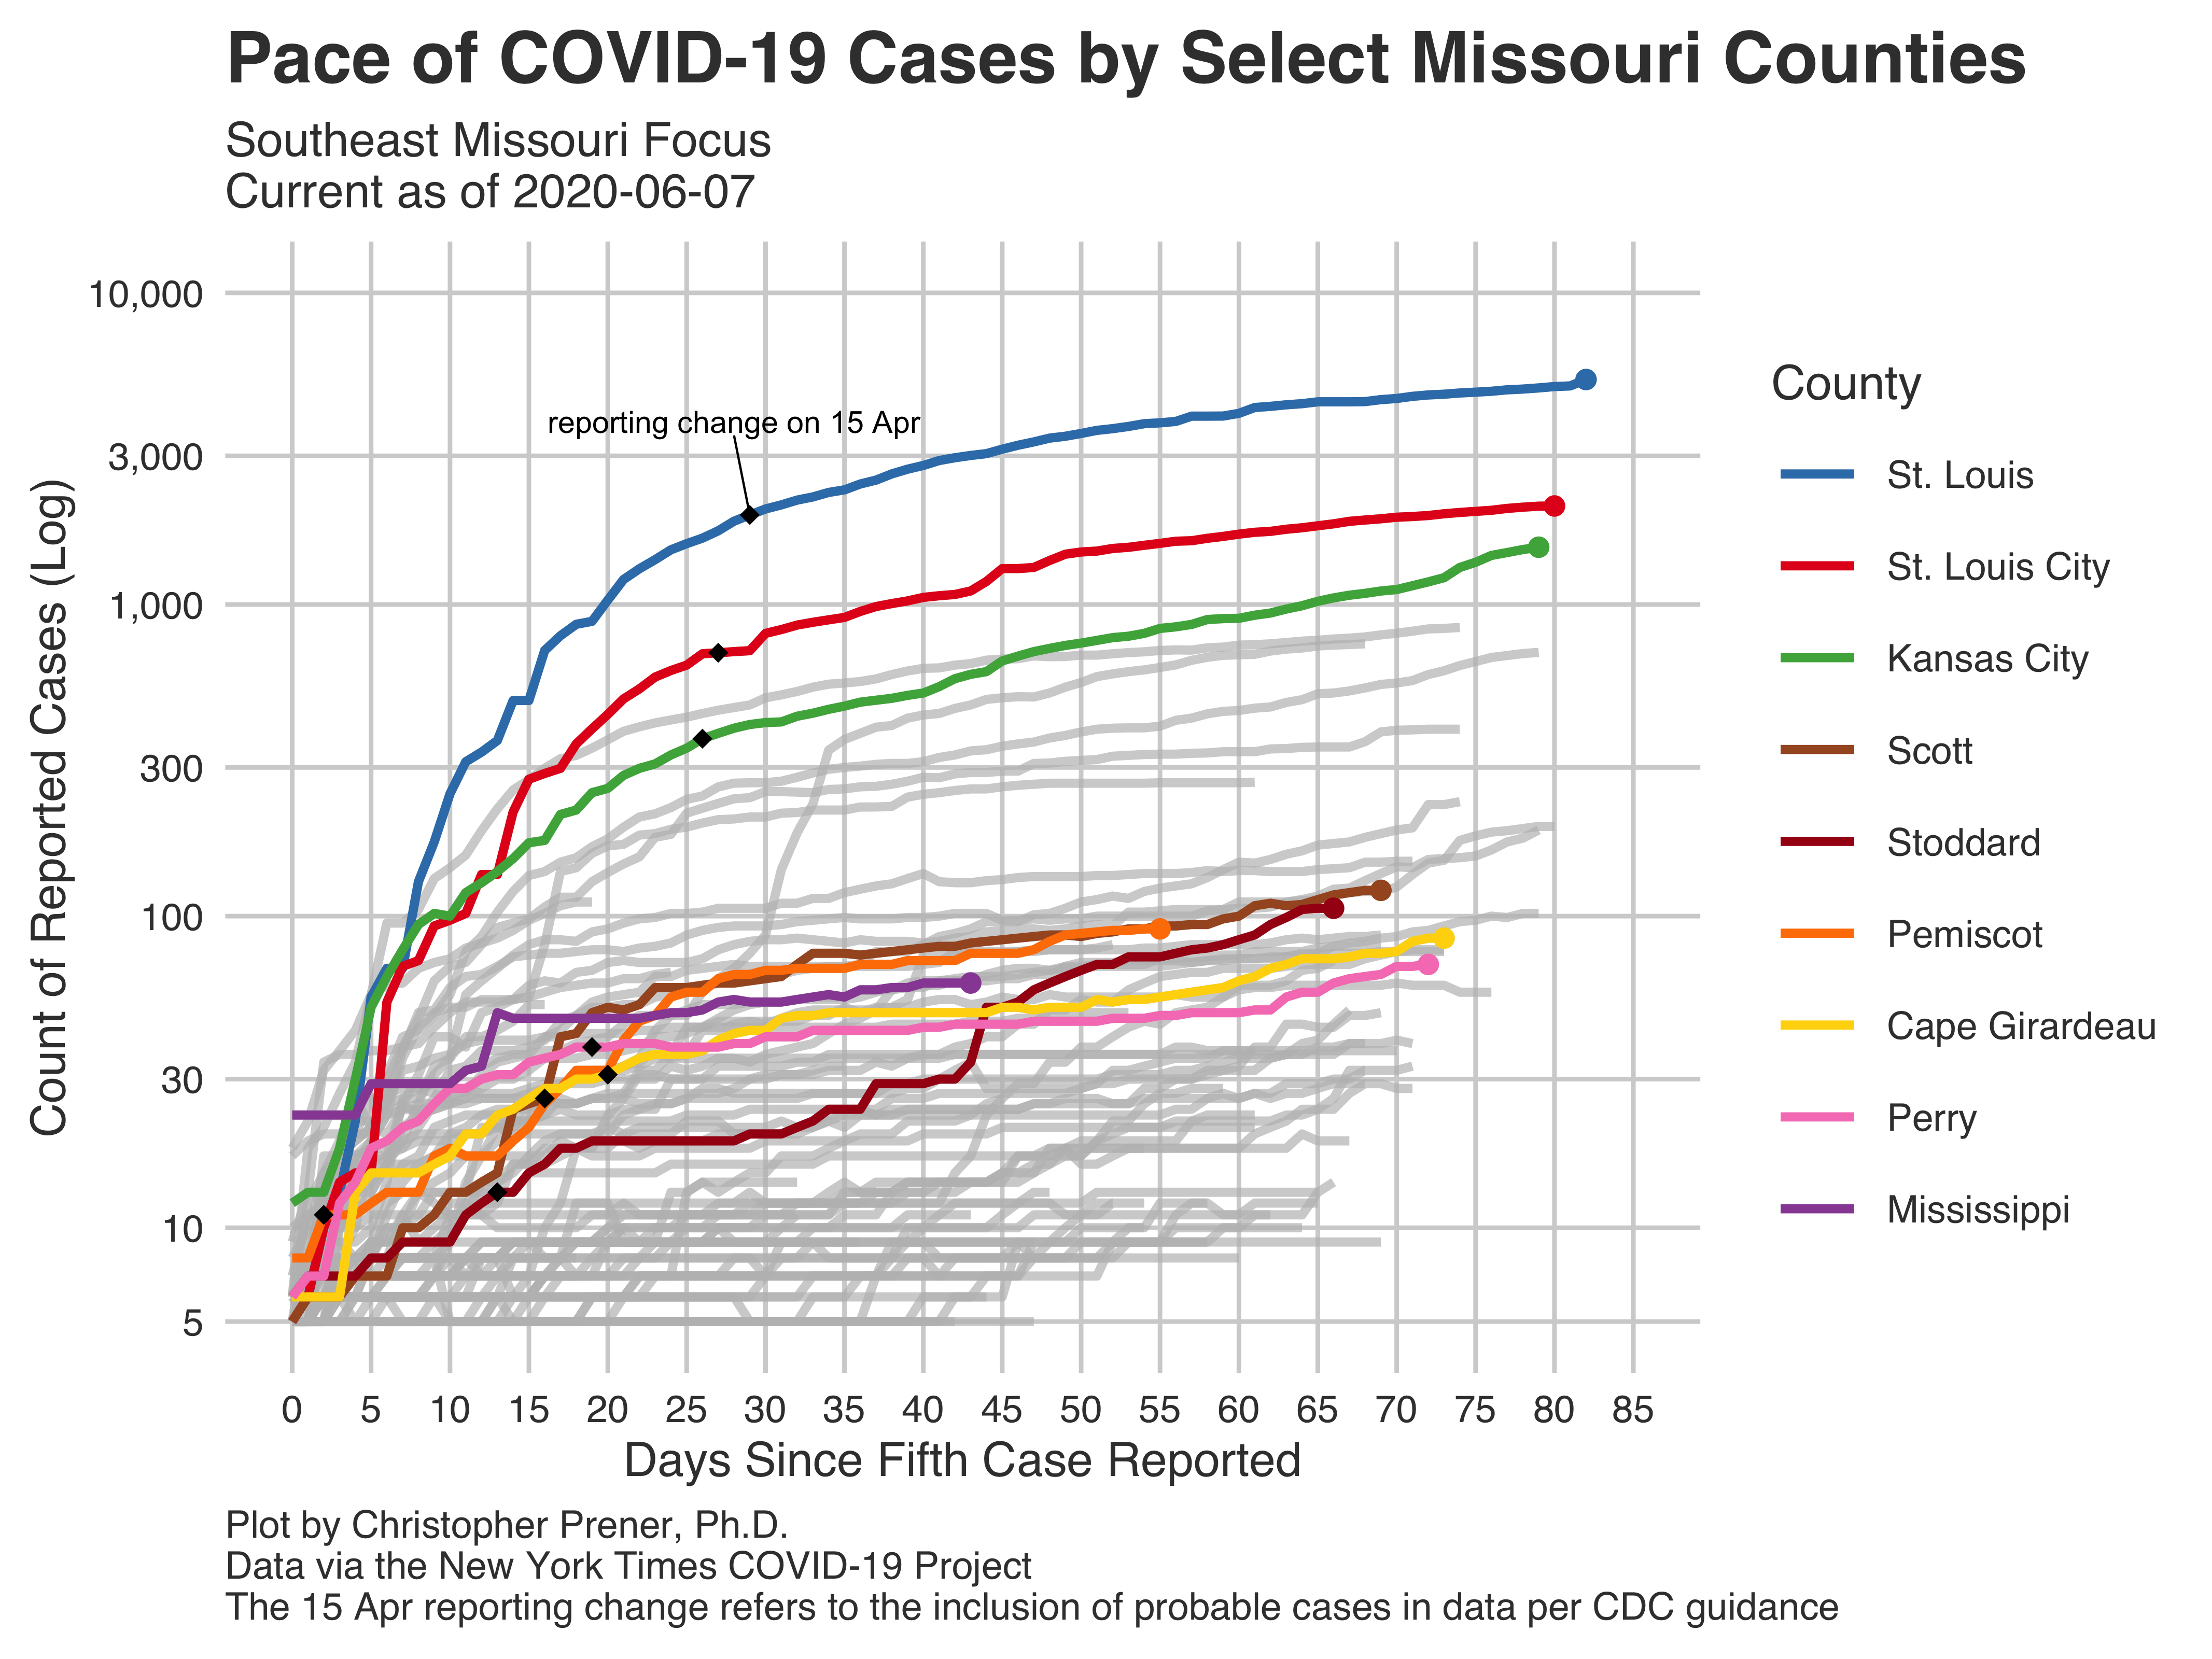 Pace of COVID-19 Cases by Select Missouri Counties
Southeast Missouri Focus
Current as of 2020-06-07
Count of Reported Cases (Log)
10,000
3,000
1,000
300
100
30
10
5
reporting change on 15 Apr
0 5 10 15 20 25 30 35 40 45 50 55 60 65 70 75 80 85
Days Since Fifth Case Reported
County
St. Louis
St. Louis City
Kansas City
Scott
Stoddard
Pemiscot
Cape Girardeau
Perry
Mississippi
Plot by Christopher Prener, Ph.D.
Data via the New York Times COVID-19 Project
The 15 Apr reporting change refers to the inclusion of probable cases in data per CDC guidance